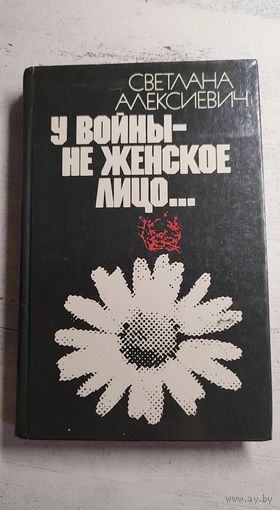 СВЕТЛАНА
АЛЕКСИЕВИЧ
У ВОЙНЫ-
НЕ ЖЕНСКОЕ
ЛИЦО...
www.ay.by